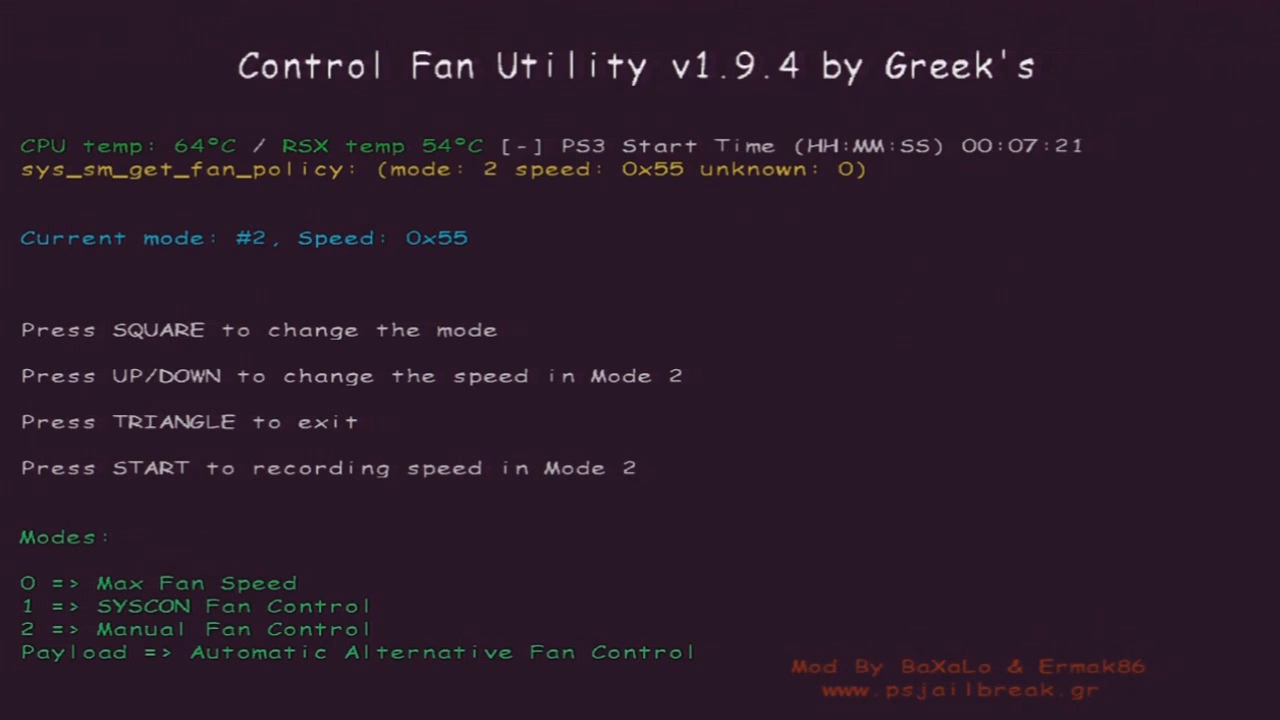 Control Fan Utility v1.9.4 by Greek's
CPU temp: 64ºC / RSX temp 54ºC [-] PS3 Start Time (HH:MM:SS) 00:07:21
sys_sm_get_fan_policy: (mode: 2 speed: 0x55 unknown: 0)
Current mode: #2, Speed: 0x55
Press SQUARE to change the mode
Press UP/DOWN to change the speed in Mode 2
Press TRIANGLE to exit
Press START to recording speed in Mode 2
Modes:
0 => Max Fan Speed
1 => SYSCON Fan Control
2 => Manual Fan Control
Payload => Automatic Alternative Fan Control
Mod By BaXaLo & Ermak86
www.psjailbreak.gr